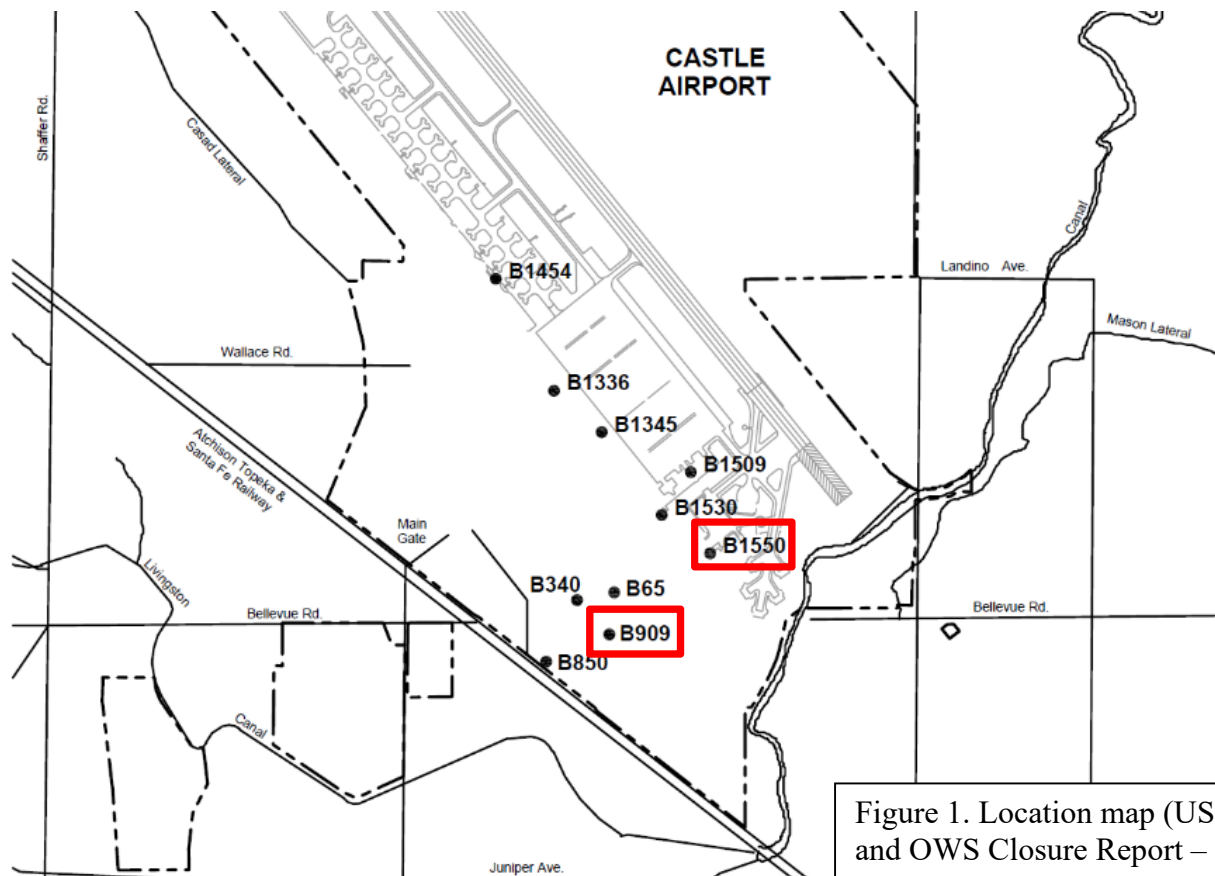 CASTLE
AIRPORT
Shaffer Rd.
Casad Lateral
Canal
B1454
Landino Ave.
Mason Lateral
Wallace Rd.
B1336
B1345
Atchison Topeka &
Santa Fe Railway
B1509
B1530
Main
Gate
B1550
Livingston
B340
B65
Bellevue Rd.
Bellevue Rd.
B909
B850
Canal
Figure 1. Location map (US
and OWS Closure Report –
Juniper Ave.